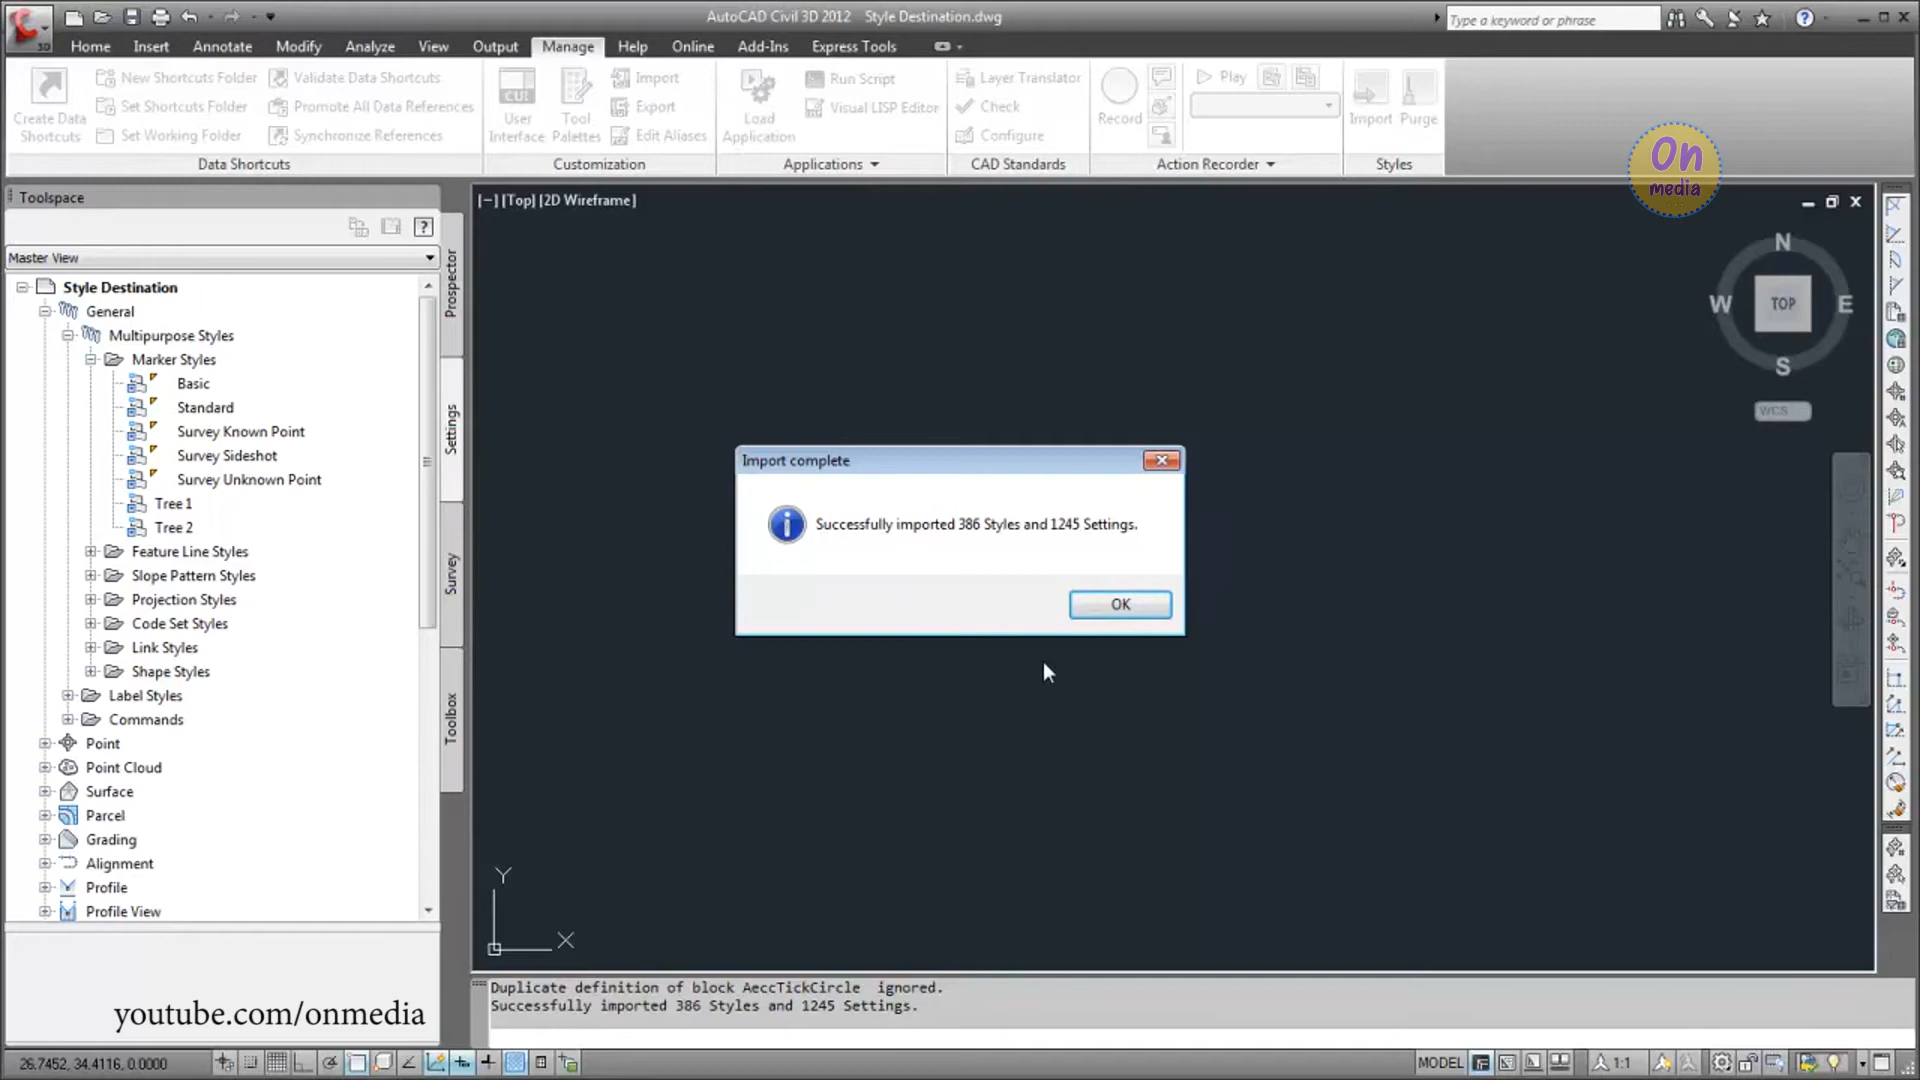 AutoCAD Civil 3D 2012 Style Destination.dwg
Type a keyword or phrase
Home Insert Annotate Modify Analyze View Output Manage Help Online Add-Ins Express Tools
Create Data Shortcuts
New Shortcuts Folder
Set Shortcuts Folder
Set Working Folder
Validate Data Shortcuts
Promote All Data References
Synchronize References
Data Shortcuts
CUI
User Interface
Tool Palettes
Import
Export
Edit Aliases
Customization
Load Application
Run Script
Visual LISP Editor
Applications
Layer Translator
Check
Configure
CAD Standards
Record
Play
Action Recorder
Import
Purge
Styles
On
media
Toolspace
Master View
Style Destination
General
Multipurpose Styles
Marker Styles
Basic
Standard
Survey Known Point
Survey Sideshot
Survey Unknown Point
Tree 1
Tree 2
Feature Line Styles
Slope Pattern Styles
Projection Styles
Code Set Styles
Link Styles
Shape Styles
Label Styles
Commands
Point
Point Cloud
Surface
Parcel
Grading
Alignment
Profile
Profile View
Prospector
Settings
Survey
Toolbox
[−] [Top] [2D Wireframe]
N
W TOP E
S
WCS
Import complete
Successfully imported 386 Styles and 1245 Settings.
OK
Y
X
Duplicate definition of block AeccTickCircle ignored.
Successfully imported 386 Styles and 1245 Settings.
youtube.com/onmedia
26.7452, 34.4116, 0.0000
MODEL
1:1